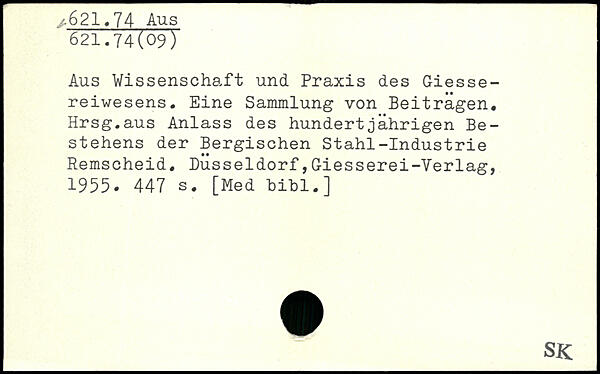 621.74 Aus
621.74(09)
Aus Wissenschaft und Praxis des Giesse-
reiwesens. Eine Sammlung von Beiträgen.
Hrsg.aus Anlass des hundertjährigen Be-
stehens der Bergischen Stahl-Industrie
Remscheid. Düsseldorf,Giesserei-Verlag,
1955. 447 s. [Med bibl.]
SK